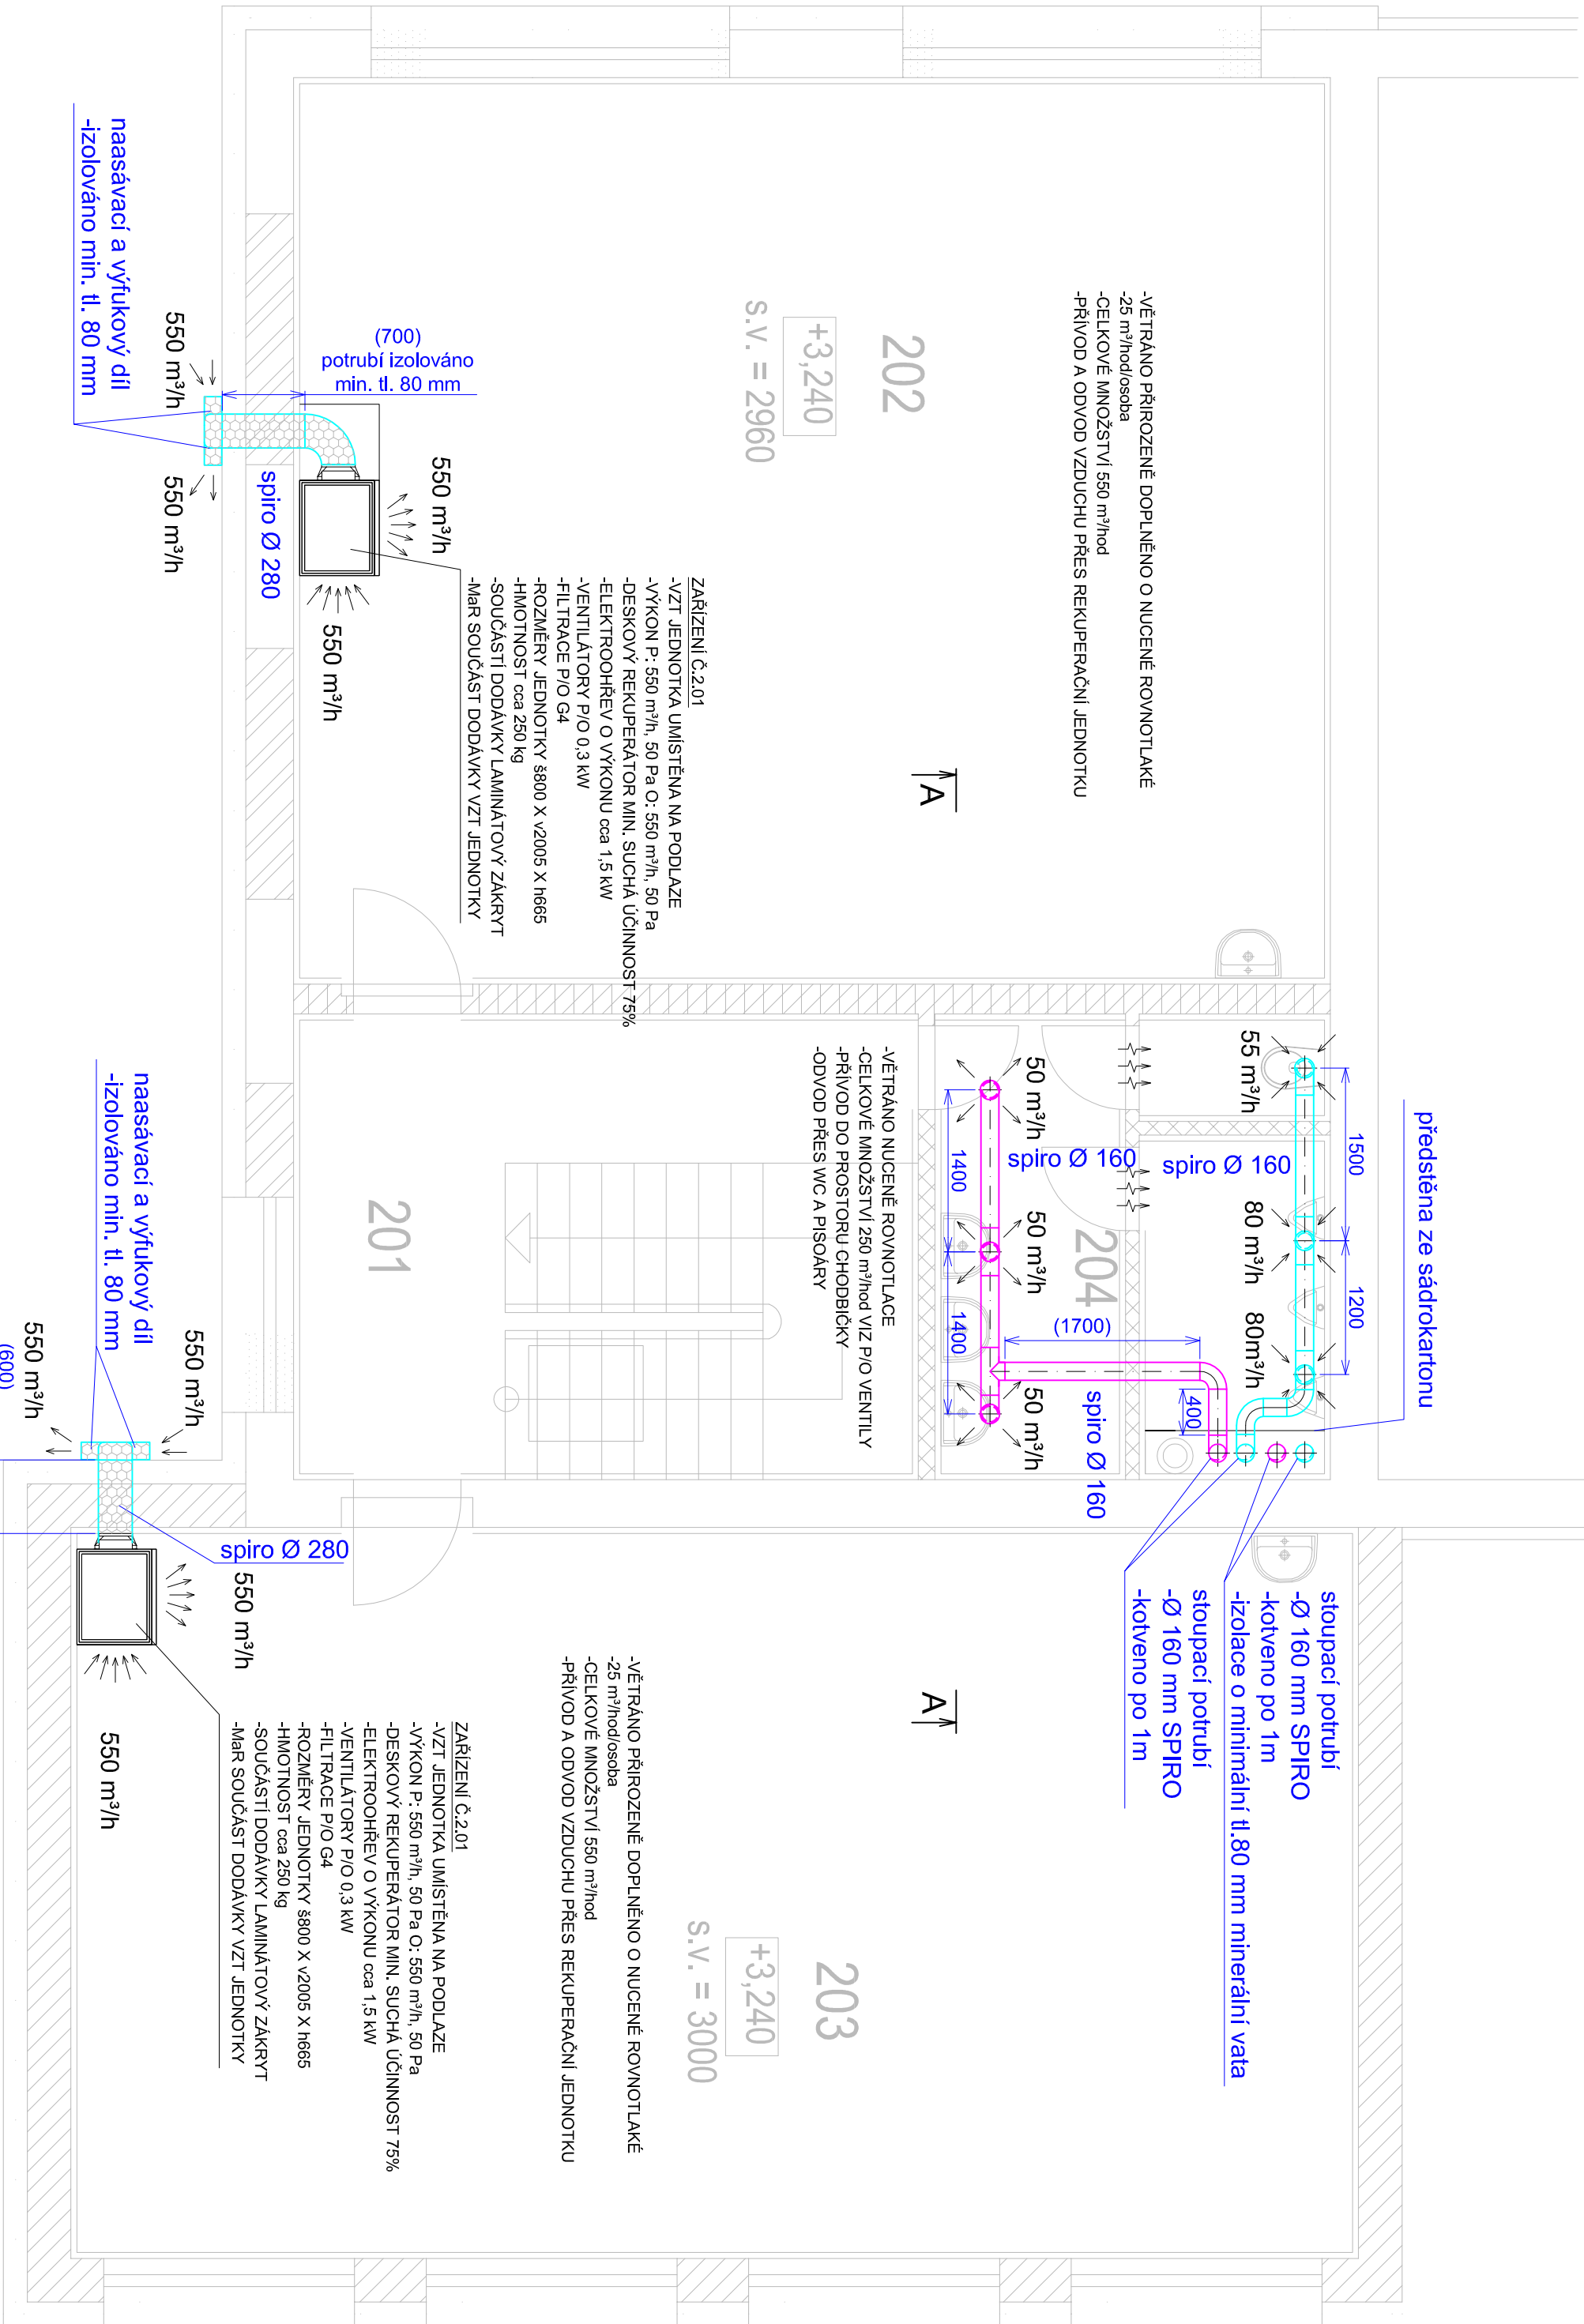 předstěna ze sádrokartonu
-VĚTRÁNO PŘIROZENĚ DOPLNĚNO O NUCENÉ ROVNOTLAKÉ
-25 m³/hod/osoba
-CELKOVÉ MNOŽSTVÍ 550 m³/hod
-PŘÍVOD A ODVOD VZDUCHU PŘES REKUPERAČNÍ JEDNOTKU
202
+3,240
s.v. = 2960
A
ZAŘÍZENÍ Č.2.01
-VZT JEDNOTKA UMÍSTĚNA NA PODLAZE
-VÝKON P: 550 m³/h, 50 Pa O: 550 m³/h, 50 Pa
-DESKOVÝ REKUPERÁTOR MIN. SUCHÁ ÚČINNOST 75%
-ELEKTROOHŘEV O VÝKONU cca 1,5 kW
-VENTILÁTORY P/O 0,3 kW
-FILTRACE P/O G4
-ROZMĚRY JEDNOTKY š800 X v2005 X h665
-HMOTNOST cca 250 kg
-SOUČÁSTÍ DODÁVKY LAMINÁTOVÝ ZÁKRYT
-MaR SOUČÁST DODÁVKY VZT JEDNOTKY
550 m³/h
550 m³/h
(700)
potrubí izolováno
min. tl. 80 mm
spiro Ø 280
550 m³/h
550 m³/h
naasávací a výfukový díl
-izolováno min. tl. 80 mm
1500
1200
55 m³/h
80 m³/h
80m³/h
spiro Ø 160
204
(1700)
400
spiro Ø 160
spiro Ø 160
50 m³/h
50 m³/h
50 m³/h
1400
1400
-VĚTRÁNO NUCENĚ ROVNOTLACE
-CELKOVÉ MNOŽSTVÍ 250 m³/hod VIZ P/O VENTILY
-PŘÍVOD DO PROSTORU CHODBIČKY
-ODVOD PŘES WC A PISOÁRY
201
naasávací a výfukový díl
-izolováno min. tl. 80 mm
550 m³/h
550 m³/h
(600)
spiro Ø 280
550 m³/h
550 m³/h
stoupací potrubí
-Ø 160 mm SPIRO
-kotveno po 1m
-izolace o minimální tl.80 mm minerální vata
stoupací potrubí
-Ø 160 mm SPIRO
-kotveno po 1m
A
203
+3,240
s.v. = 3000
-VĚTRÁNO PŘIROZENĚ DOPLNĚNO O NUCENÉ ROVNOTLAKÉ
-25 m³/hod/osoba
-CELKOVÉ MNOŽSTVÍ 550 m³/hod
-PŘÍVOD A ODVOD VZDUCHU PŘES REKUPERAČNÍ JEDNOTKU
ZAŘÍZENÍ Č.2.01
-VZT JEDNOTKA UMÍSTĚNA NA PODLAZE
-VÝKON P: 550 m³/h, 50 Pa O: 550 m³/h, 50 Pa
-DESKOVÝ REKUPERÁTOR MIN. SUCHÁ ÚČINNOST 75%
-ELEKTROOHŘEV O VÝKONU cca 1,5 kW
-VENTILÁTORY P/O 0,3 kW
-FILTRACE P/O G4
-ROZMĚRY JEDNOTKY š800 X v2005 X h665
-HMOTNOST cca 250 kg
-SOUČÁSTÍ DODÁVKY LAMINÁTOVÝ ZÁKRYT
-MaR SOUČÁST DODÁVKY VZT JEDNOTKY